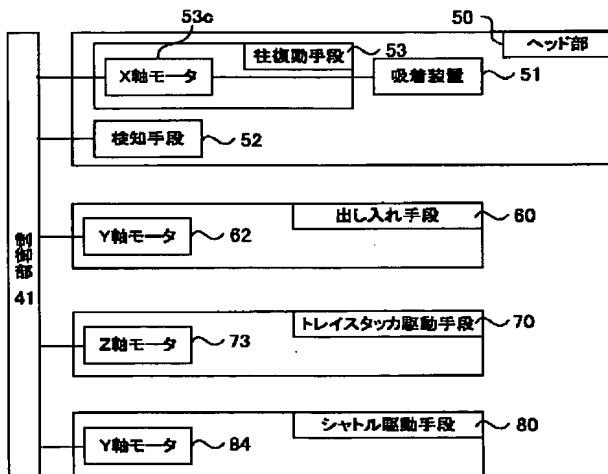 53c
50
ヘッド部
往復動手段
53
X軸モータ
吸着装置
51
検知手段
52
出し入れ手段
60
Y軸モータ
62
制御部
41
トレイスタッカ駆動手段
70
Z軸モータ
73
シャトル駆動手段
80
Y軸モータ
84